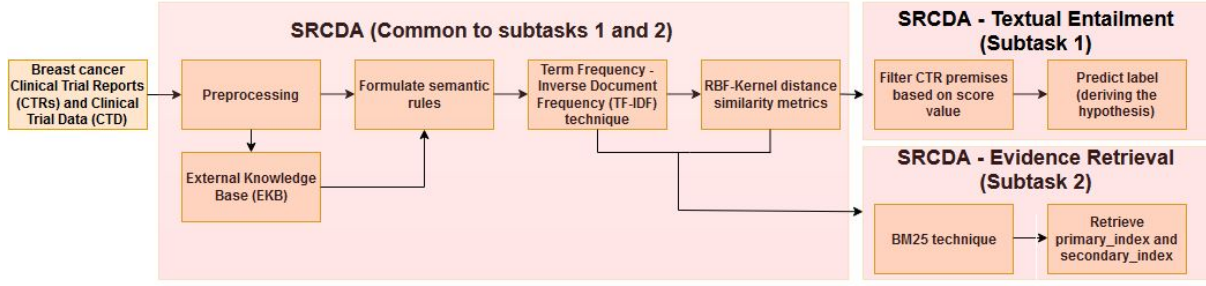 SRCDA (Common to subtasks 1 and 2)
Breast cancer
Clinical Trial Reports
(CTRs) and Clinical
Trial Data (CTD)
Preprocessing
External Knowledge
Base (EKB)
Formulate semantic
rules
Term Frequency -
Inverse Document
Frequency (TF-IDF)
technique
RBF-Kernel distance
similarity metrics
SRCDA - Textual Entailment
(Subtask 1)
Filter CTR premises
based on score
value
Predict label
(deriving the
hypothesis)
SRCDA - Evidence Retrieval
(Subtask 2)
BM25 technique
Retrieve
primary_index and
secondary_index